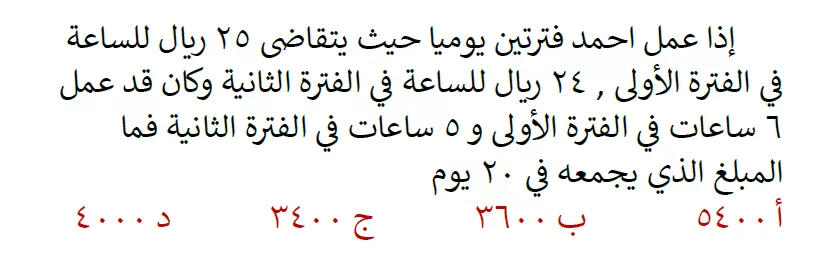 إذا عمل احمد فترتين يوميا حيث يتقاضى ٢٥ ريال للساعة
في الفترة الأولى , ٢٤ ريال للساعة في الفترة الثانية وكان قد عمل
٦ ساعات في الفترة الأولى و ٥ ساعات في الفترة الثانية فما
المبلغ الذي يجمعه في ٢٠ يوم
أ ٥٤٠٠ ب ٣٦٠٠ ج ٣٤٠٠ د ٤٠٠٠